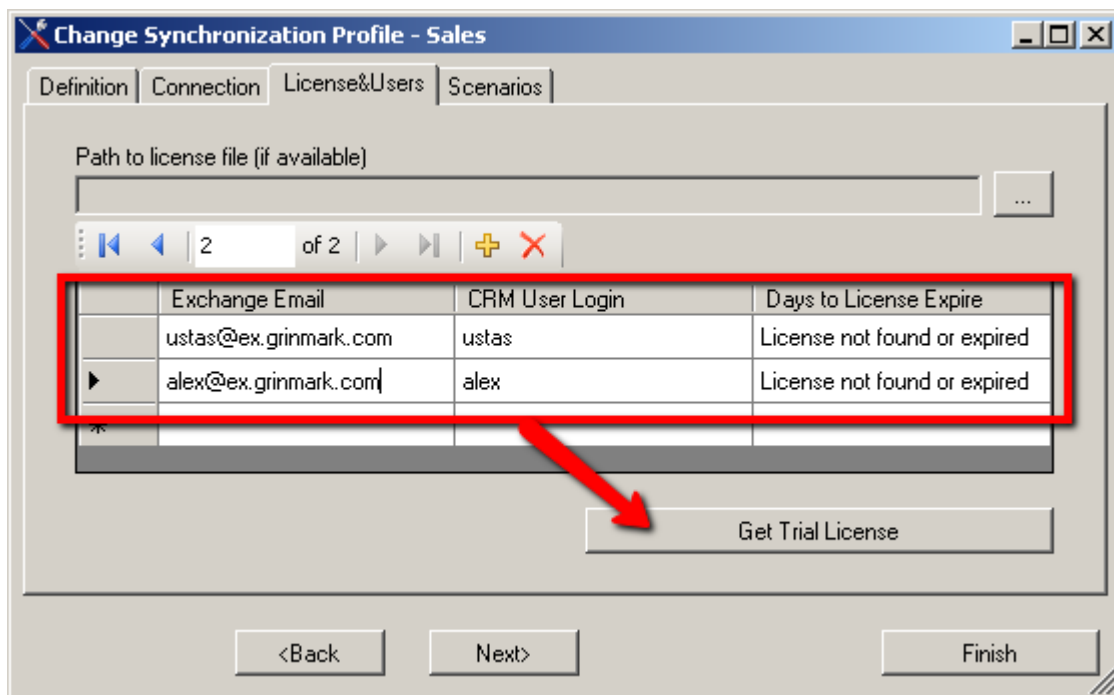 Change Synchronization Profile - Sales
Definition Connection License&Users Scenarios
Path to license file (if available)
...
2 of 2
Exchange Email CRM User Login Days to License Expire
ustas@ex.grinmark.com ustas License not found or expired
alex@ex.grinmark.com alex License not found or expired
*
Get Trial License
<Back Next> Finish